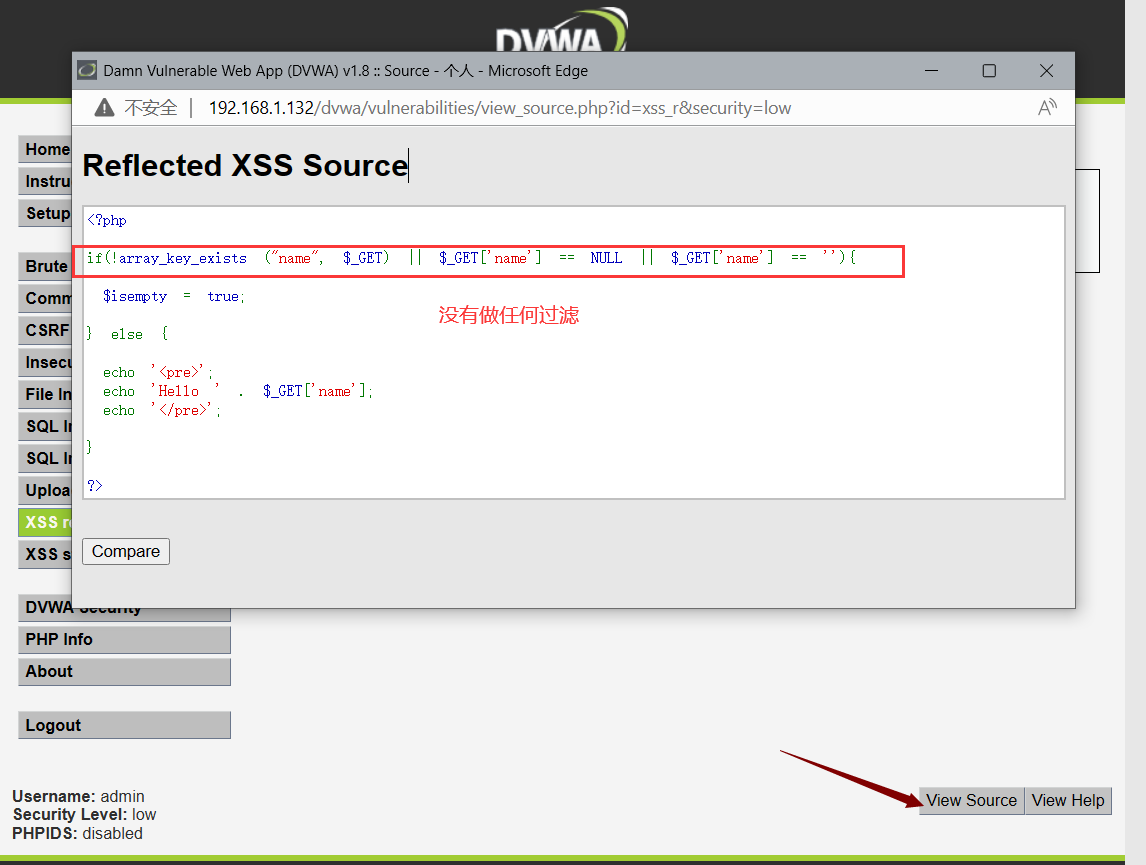 DVWA
Damn Vulnerable Web App (DVWA) v1.8 :: Source - 个人 - Microsoft Edge
不安全 | 192.168.1.132/dvwa/vulnerabilities/view_source.php?id=xss_r&security=low
Home
Reflected XSS Source
Instru
Setup
<?php
Brute
if(!array_key_exists ("name", $_GET) || $_GET['name'] == NULL || $_GET['name'] == ''){
Comm
$isempty = true;
没有做任何过滤
CSRF
} else {
Insecu
echo '<pre>';
File In
echo 'Hello ' . $_GET['name'];
echo '</pre>';
SQL In
}
SQL In
Uploa
?>
XSS re
XSS s
Compare
DVWA Security
PHP Info
About
Logout
Username: admin
View Source
View Help
Security Level: low
PHPIDS: disabled